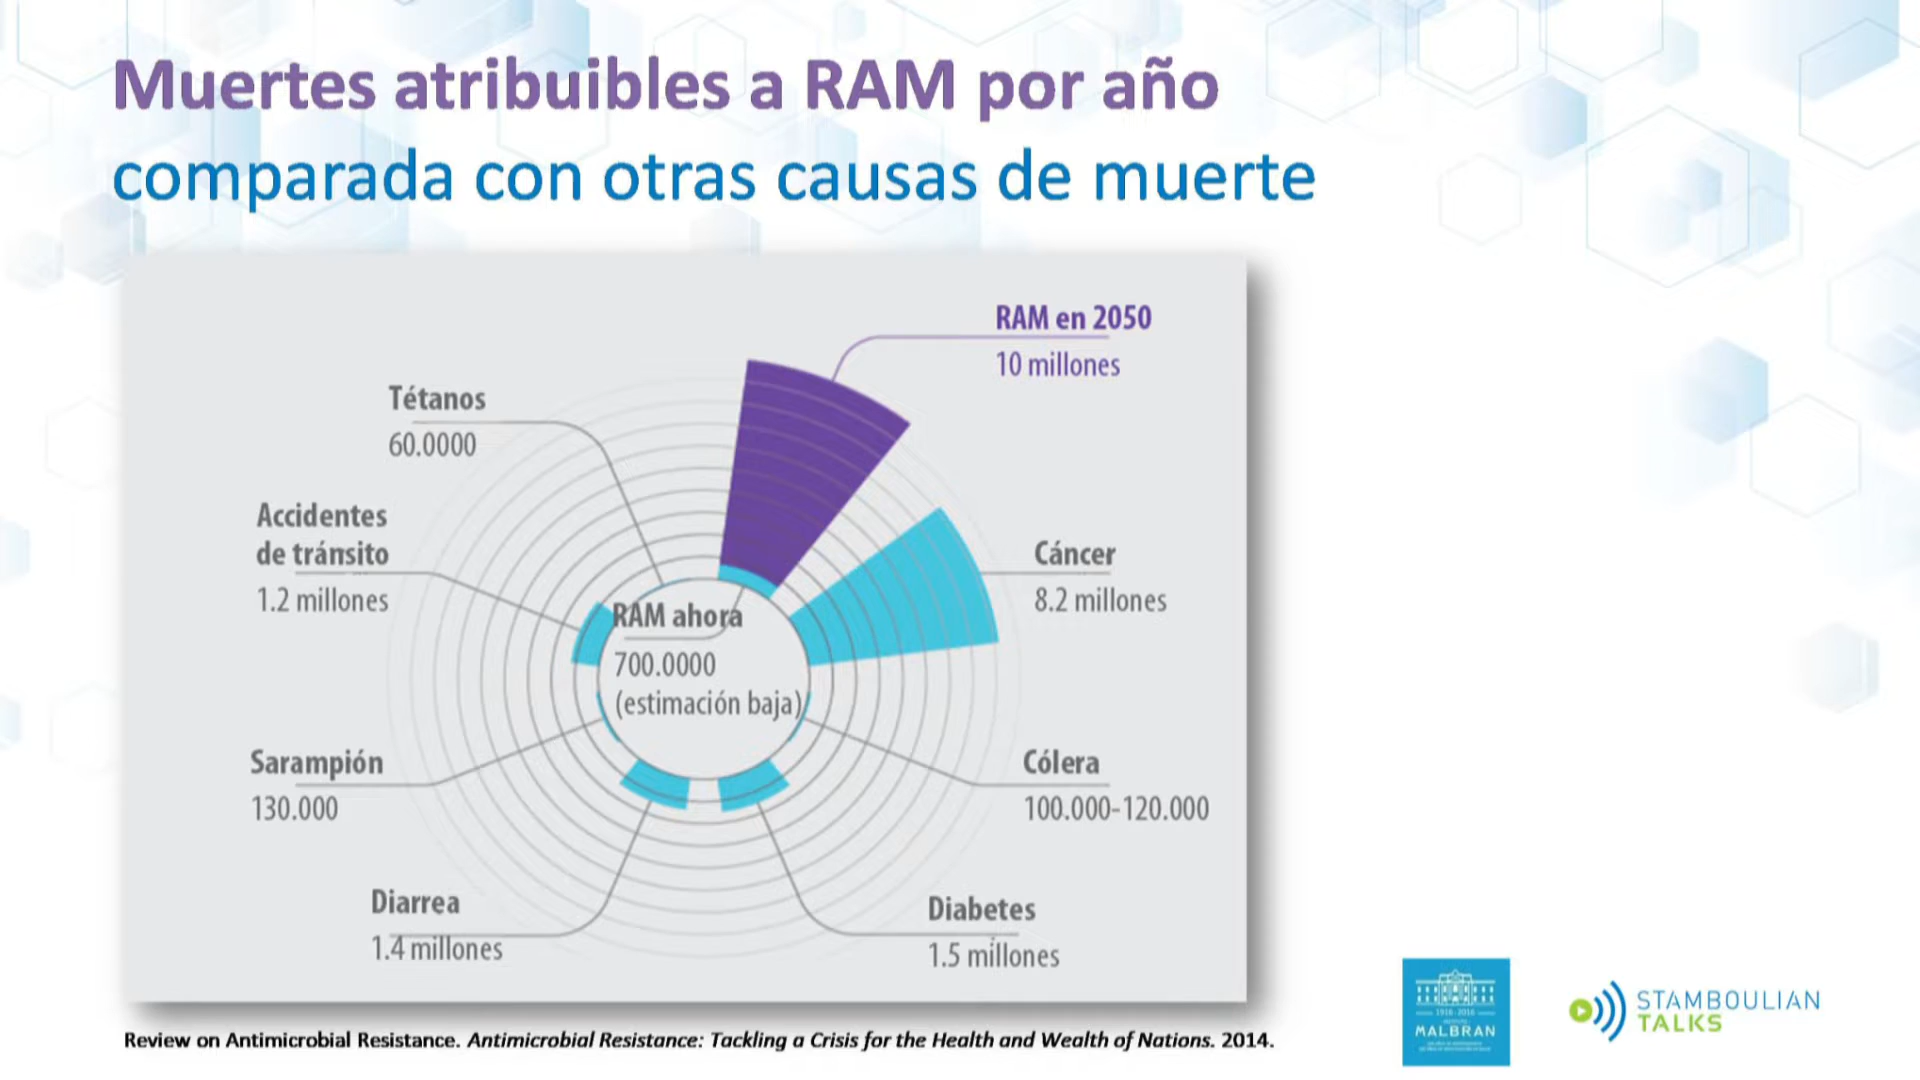 Muertes atribuibles a RAM por año
comparada con otras causas de muerte
RAM en 2050
10 millones
Tétanos
60.0000
Accidentes
de tránsito
1.2 millones
Cáncer
8.2 millones
RAM ahora
700.0000
(estimación baja)
Sarampión
130.000
Cólera
100.000-120.000
Diarrea
1.4 millones
Diabetes
1.5 millones
Review on Antimicrobial Resistance. Antimicrobial Resistance: Tackling a Crisis for the Health and Wealth of Nations. 2014.
1916-2016
INSTITUTO
MALBRAN
STAMBOULIAN
TALKS